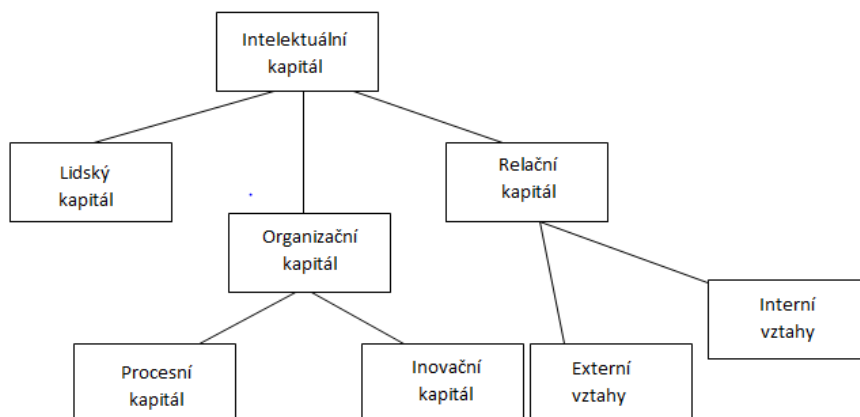 Intelektuální
kapitál
Lidský
kapitál
Relační
kapitál
Organizační
kapitál
Interní
vztahy
Procesní
kapitál
Inovační
kapitál
Externí
vztahy